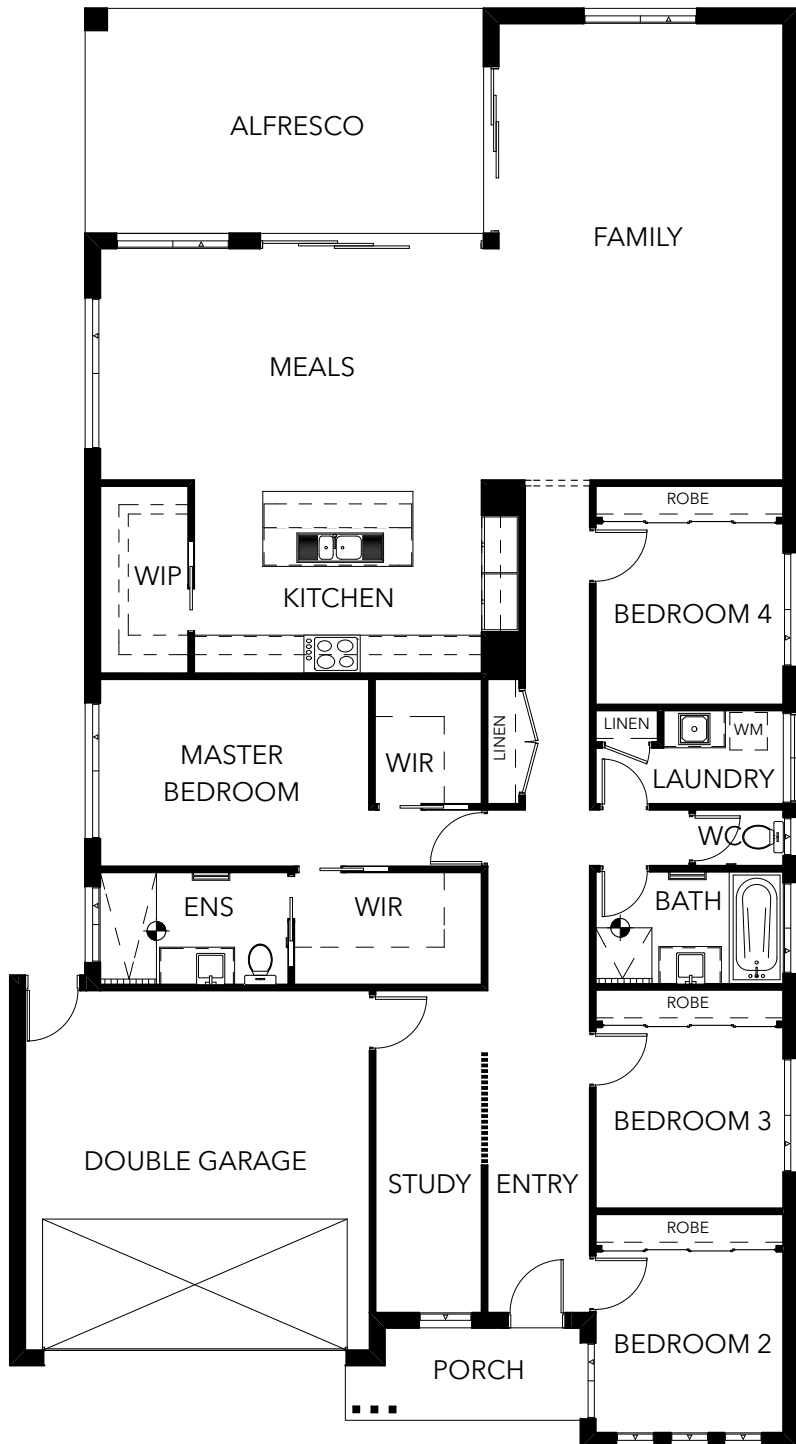 ALFRESCO
FAMILY
MEALS
ROBE
WIP
KITCHEN
BEDROOM 4
LINEN
LINEN
WM
MASTER
BEDROOM
WIR
LAUNDRY
WC
ENS
WIR
BATH
ROBE
BEDROOM 3
DOUBLE GARAGE
STUDY
ENTRY
ROBE
BEDROOM 2
PORCH